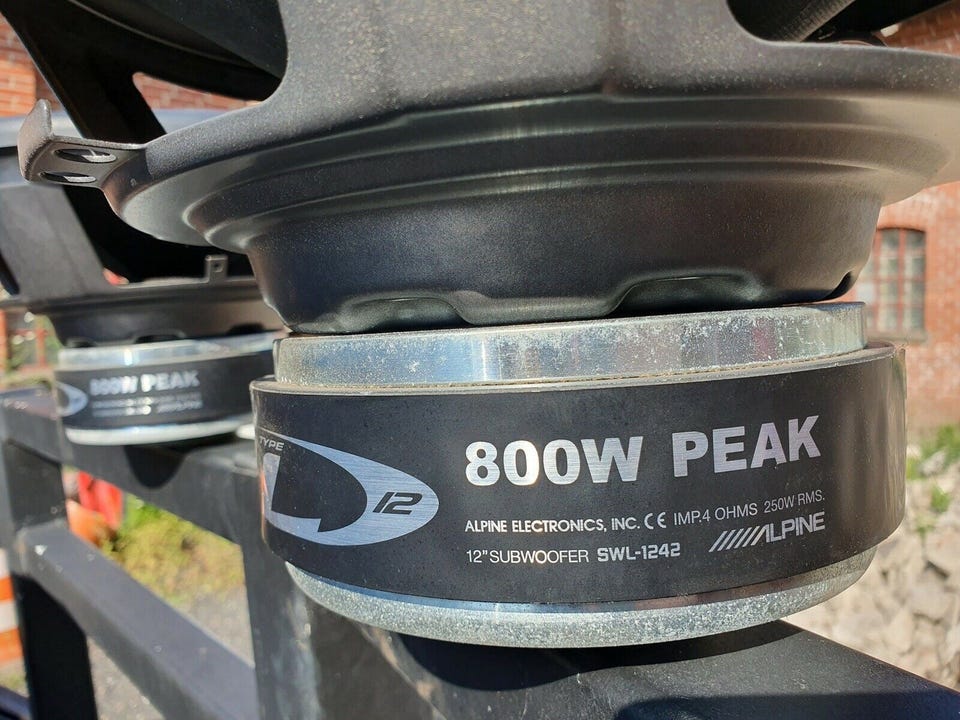 800W PEAK
TYPE
12
800W PEAK
ALPINE ELECTRONICS, INC. CE IMP.4 OHMS 250W RMS.
12" SUBWOOFER SWL-1242
ALPINE